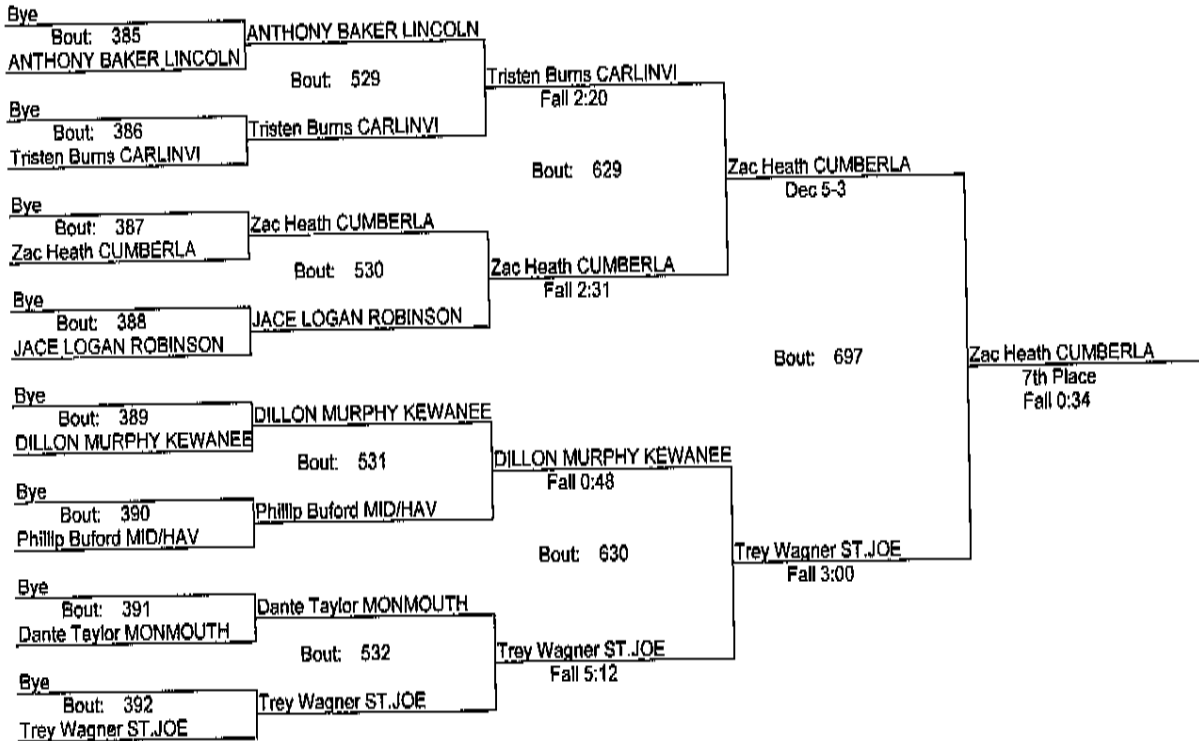 Bye
Bout: 385
ANTHONY BAKER LINCOLN
Bye
Bout: 386
Tristen Burns CARLINVI
Bye
Bout: 387
Zac Heath CUMBERLA
Bye
Bout: 388
JACE LOGAN ROBINSON
Bye
Bout: 389
DILLON MURPHY KEWANEE
Bye
Bout: 390
Phillip Buford MID/HAV
Bye
Bout: 391
Dante Taylor MONMOUTH
Bye
Bout: 392
Trey Wagner ST.JOE
ANTHONY BAKER LINCOLN
Bout: 529
Tristen Burns CARLINVI
Zac Heath CUMBERLA
Bout: 530
JACE LOGAN ROBINSON
DILLON MURPHY KEWANEE
Bout: 531
Phillip Buford MID/HAV
Dante Taylor MONMOUTH
Bout: 532
Trey Wagner ST.JOE
Tristen Burns CARLINVI
Fall 2:20
Bout: 629
Zac Heath CUMBERLA
Fall 2:31
DILLON MURPHY KEWANEE
Fall 0:48
Bout: 630
Trey Wagner ST.JOE
Fall 5:12
Zac Heath CUMBERLA
Dec 5-3
Bout: 697
Trey Wagner ST.JOE
Fall 3:00
Zac Heath CUMBERLA
7th Place
Fall 0:34